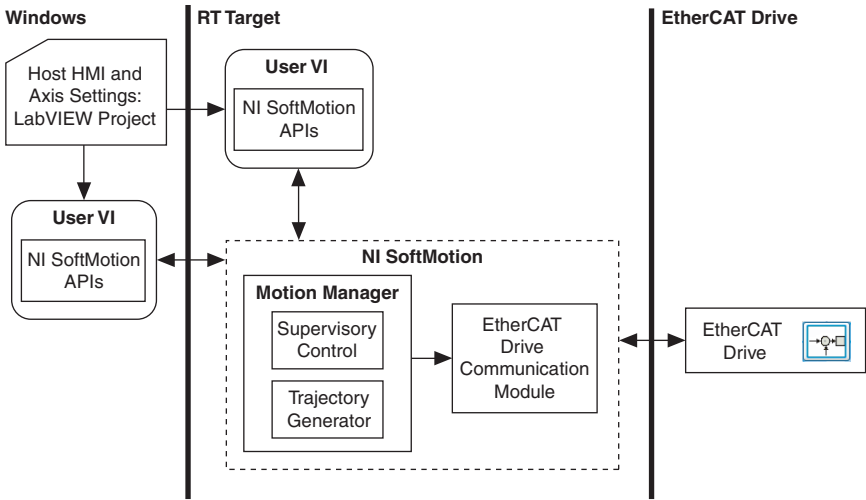 Windows
RT Target
EtherCAT Drive
Host HMI and
Axis Settings:
LabVIEW Project
User VI
NI SoftMotion
APIs
User VI
NI SoftMotion
APIs
NI SoftMotion
Motion Manager
Supervisory
Control
Trajectory
Generator
EtherCAT
Drive
Communication
Module
EtherCAT
Drive